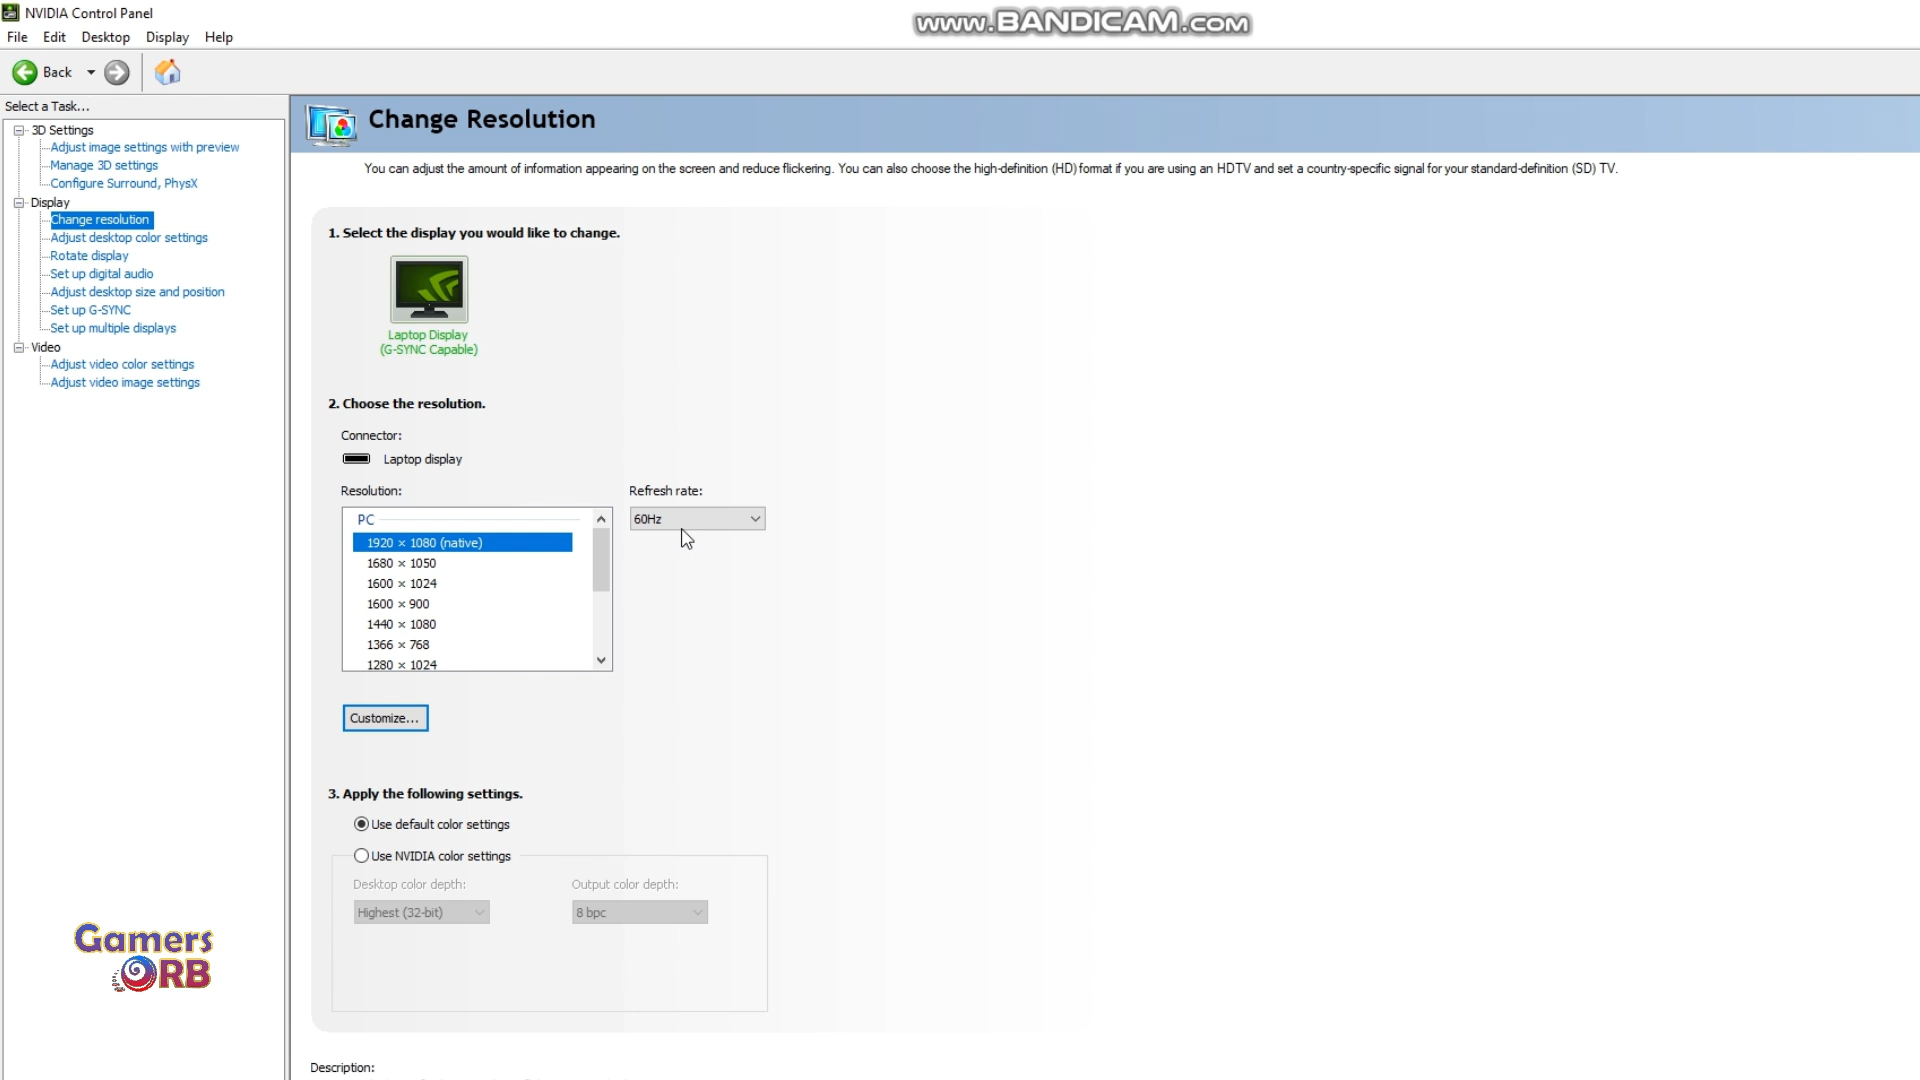 NVIDIA Control Panel
www.BANDICAM.com
File Edit Desktop Display Help
Back
Select a Task...
3D Settings
Adjust image settings with preview
Manage 3D settings
Configure Surround, PhysX
Display
Change resolution
Adjust desktop color settings
Rotate display
Set up digital audio
Adjust desktop size and position
Set up G-SYNC
Set up multiple displays
Video
Adjust video color settings
Adjust video image settings
Gamers
ORB
Change Resolution
You can adjust the amount of information appearing on the screen and reduce flickering. You can also choose the high-definition (HD) format if you are using an HDTV and set a country-specific signal for your standard-definition (SD) TV.
1. Select the display you would like to change.
Laptop Display
(G-SYNC Capable)
2. Choose the resolution.
Connector:
Laptop display
Resolution:
Refresh rate:
PC
60Hz
1920 × 1080 (native)
1680 × 1050
1600 × 1024
1600 × 900
1440 × 1080
1366 × 768
1280 × 1024
Customize...
3. Apply the following settings.
Use default color settings
Use NVIDIA color settings
Desktop color depth:
Output color depth:
Highest (32-bit)
8 bpc
Description: